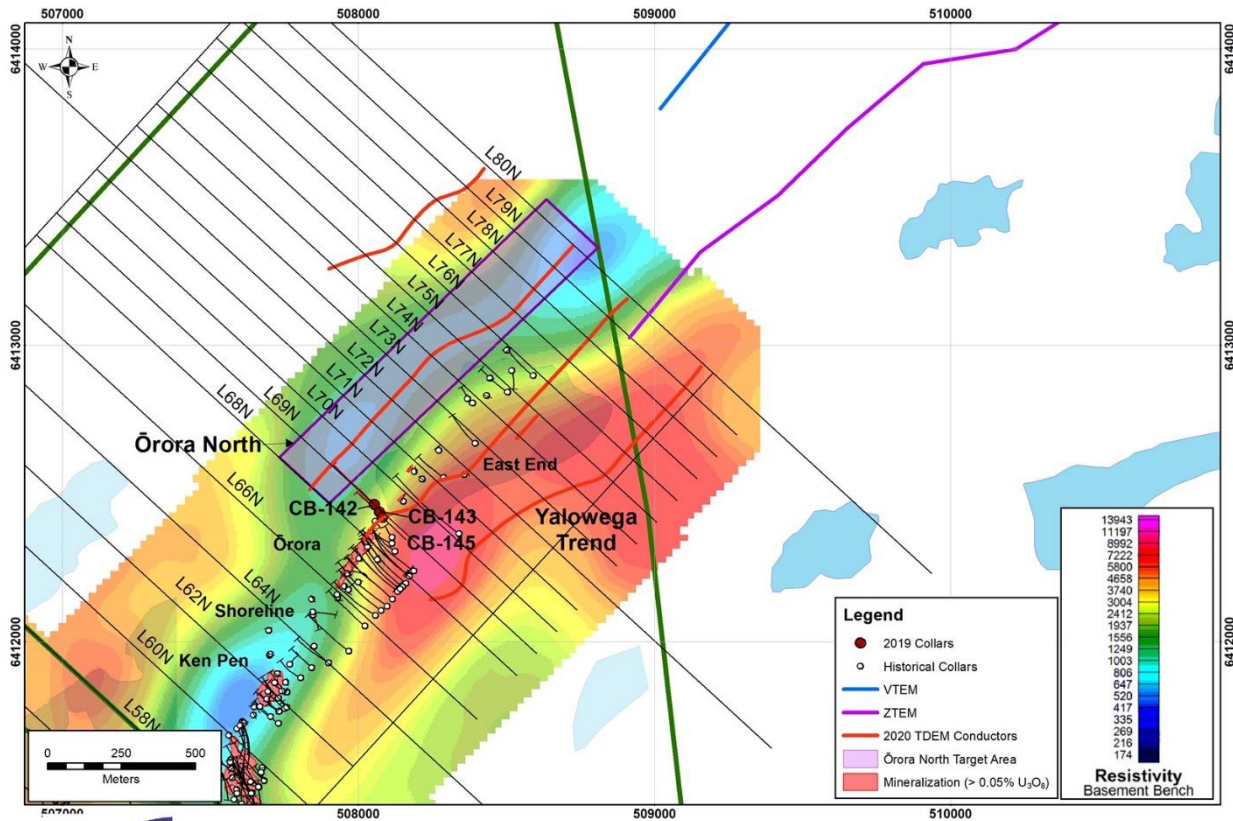 507000
508000
509000
510000
6414000
6414000
N
W E
S
L80N
L79N
L78N
L77N
L76N
L75N
L74N
6413000
L73N
6413000
L72N
L71N
L70N
L69N
L68N
Ōrora North
L66N
East End
CB-142
CB-143
CB-145
Ōrora
Yalowega
Trend
L64N
Shoreline
L62N
6412000
6412000
Ken Pen
L60N
L58N
0 250 500
Meters
Legend
2019 Collars
Historical Collars
VTEM
ZTEM
2020 TDEM Conductors
Ōrora North Target Area
Mineralization (> 0.05% U₃O₈)
13943
11197
8992
7222
5800
4658
3740
3004
2412
1937
1556
1249
1003
806
647
520
417
335
269
216
174
Resistivity
Basement Bench
507000
508000
509000
510000